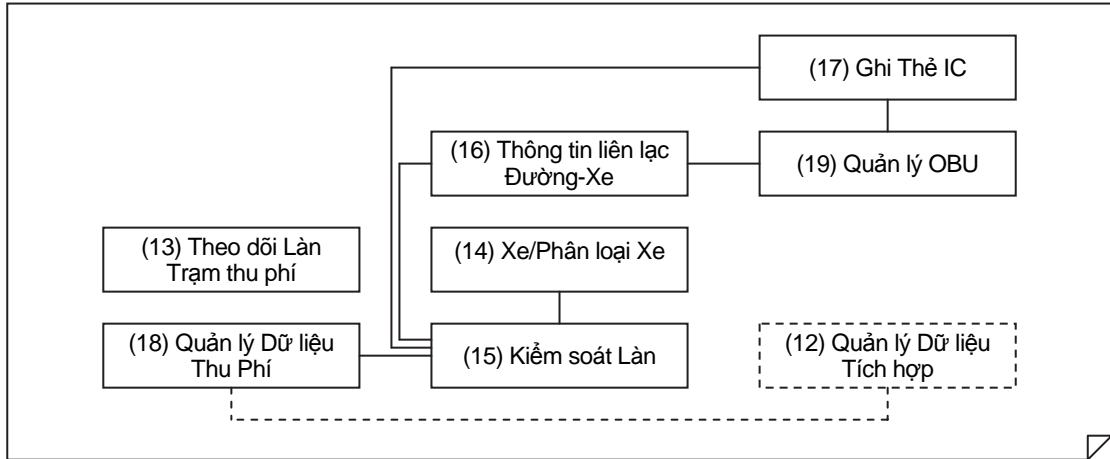 (17) Ghi Thẻ IC
(16) Thông tin liên lạc
Đường-Xe
(19) Quản lý OBU
(13) Theo dõi Làn
Trạm thu phí
(14) Xe/Phân loại Xe
(18) Quản lý Dữ liệu
Thu Phí
(15) Kiểm soát Làn
(12) Quản lý Dữ liệu
Tích hợp